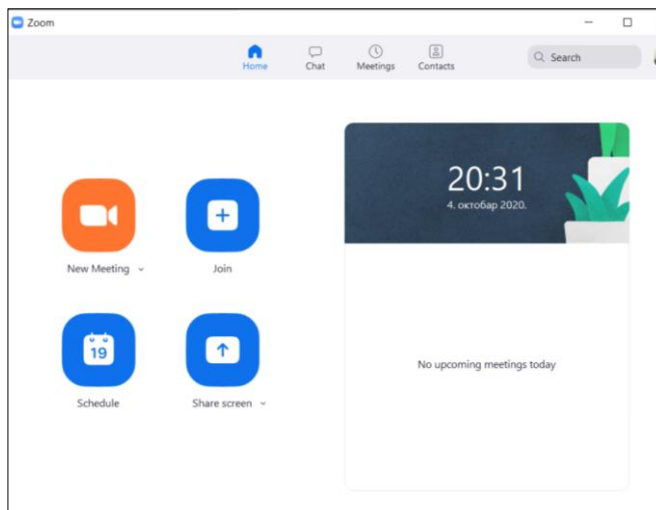 Zoom
Home
Chat
Meetings
Contacts
Search
20:31
4. октобар 2020.
New Meeting
Join
19
Schedule
Share screen
No upcoming meetings today